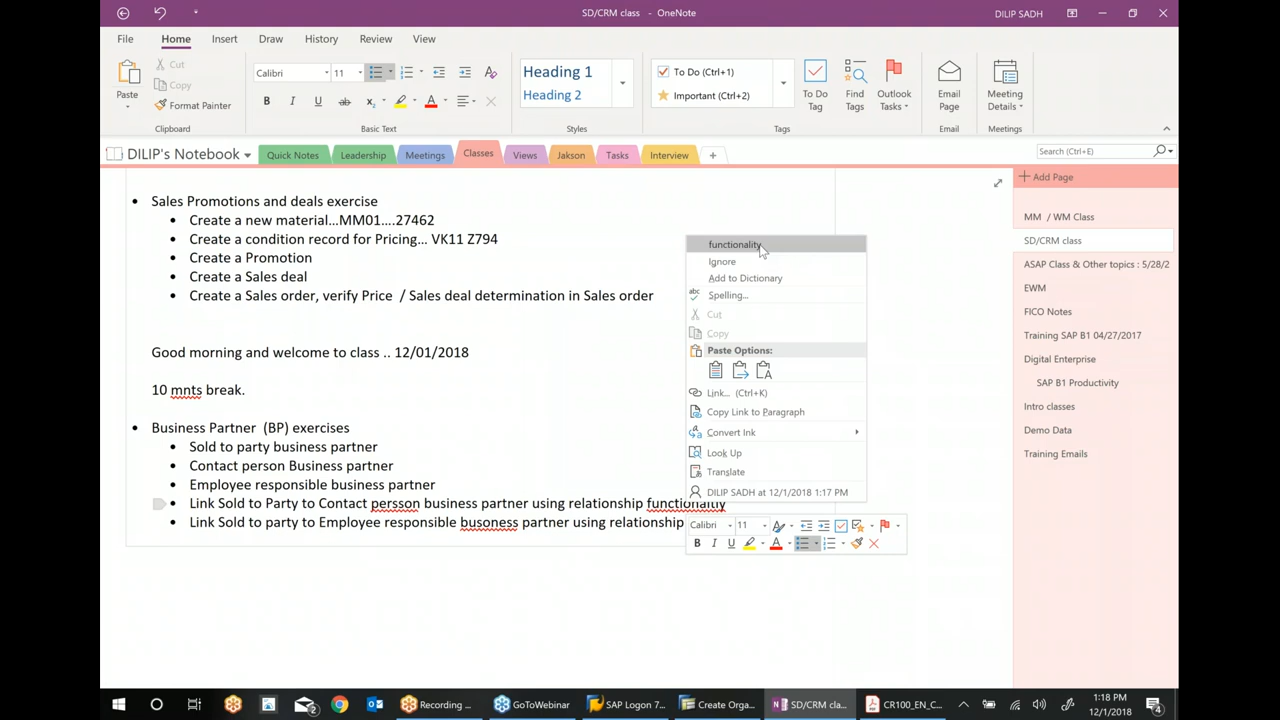 SD/CRM class - OneNote
DILIP SADH
File Home Insert Draw History Review View
Paste
Cut
Copy
Format Painter
Clipboard
Calibri 11
B I U ab x₂ A
Basic Text
Heading 1
Heading 2
Styles
To Do (Ctrl+1)
Important (Ctrl+2)
To Do
Tag
Find
Tags
Outlook
Tasks
Tags
Email
Page
Email
Meeting
Details
Meetings
DILIP's Notebook Quick Notes Leadership Meetings Classes Views Jakson Tasks Interview
Search (Ctrl+E)
Add Page
MM / WM Class
SD/CRM class
ASAP Class & Other topics : 5/28/2
EWM
FICO Notes
Training SAP B1 04/27/2017
Digital Enterprise
SAP B1 Productivity
Intro classes
Demo Data
Training Emails
• Sales Promotions and deals exercise
• Create a new material...MM01....27462
• Create a condition record for Pricing... VK11 Z794
• Create a Promotion
• Create a Sales deal
• Create a Sales order, verify Price / Sales deal determination in Sales order
Good morning and welcome to class .. 12/01/2018
10 mnts break.
• Business Partner (BP) exercises
• Sold to party business partner
• Contact person Business partner
• Employee responsible business partner
• Link Sold to Party to Contact persson business partner using relationship functionaltiy
• Link Sold to party to Employee responsible busoness partner using relationship
functionality
Ignore
Add to Dictionary
Spelling...
Cut
Copy
Paste Options:
Link... (Ctrl+K)
Copy Link to Paragraph
Convert Ink
Look Up
Translate
DILIP SADH at 12/1/2018 1:17 PM
Calibri 11
B I U A
Recording ...
GoToWebinar
SAP Logon 7...
Create Orga...
SD/CRM cla...
CR100_EN_C...
1:18 PM
12/1/2018